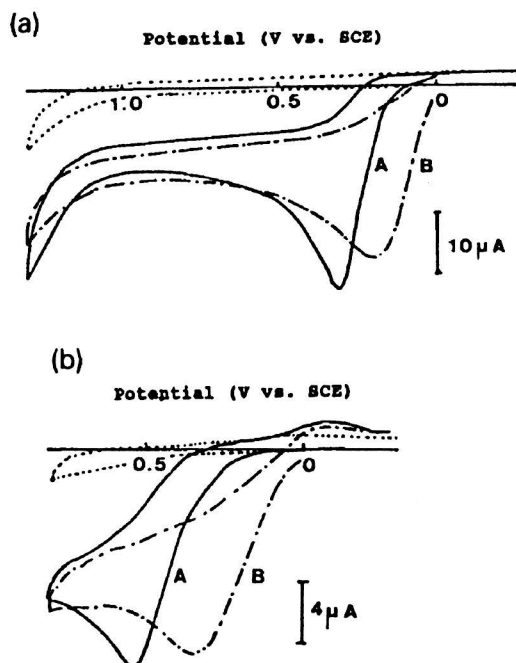 (a)
Potential (V vs. SCE)
1.0 0.5 0
A B
10 μA
(b)
Potential (V vs. SCE)
0.5 0
A B
4 μA